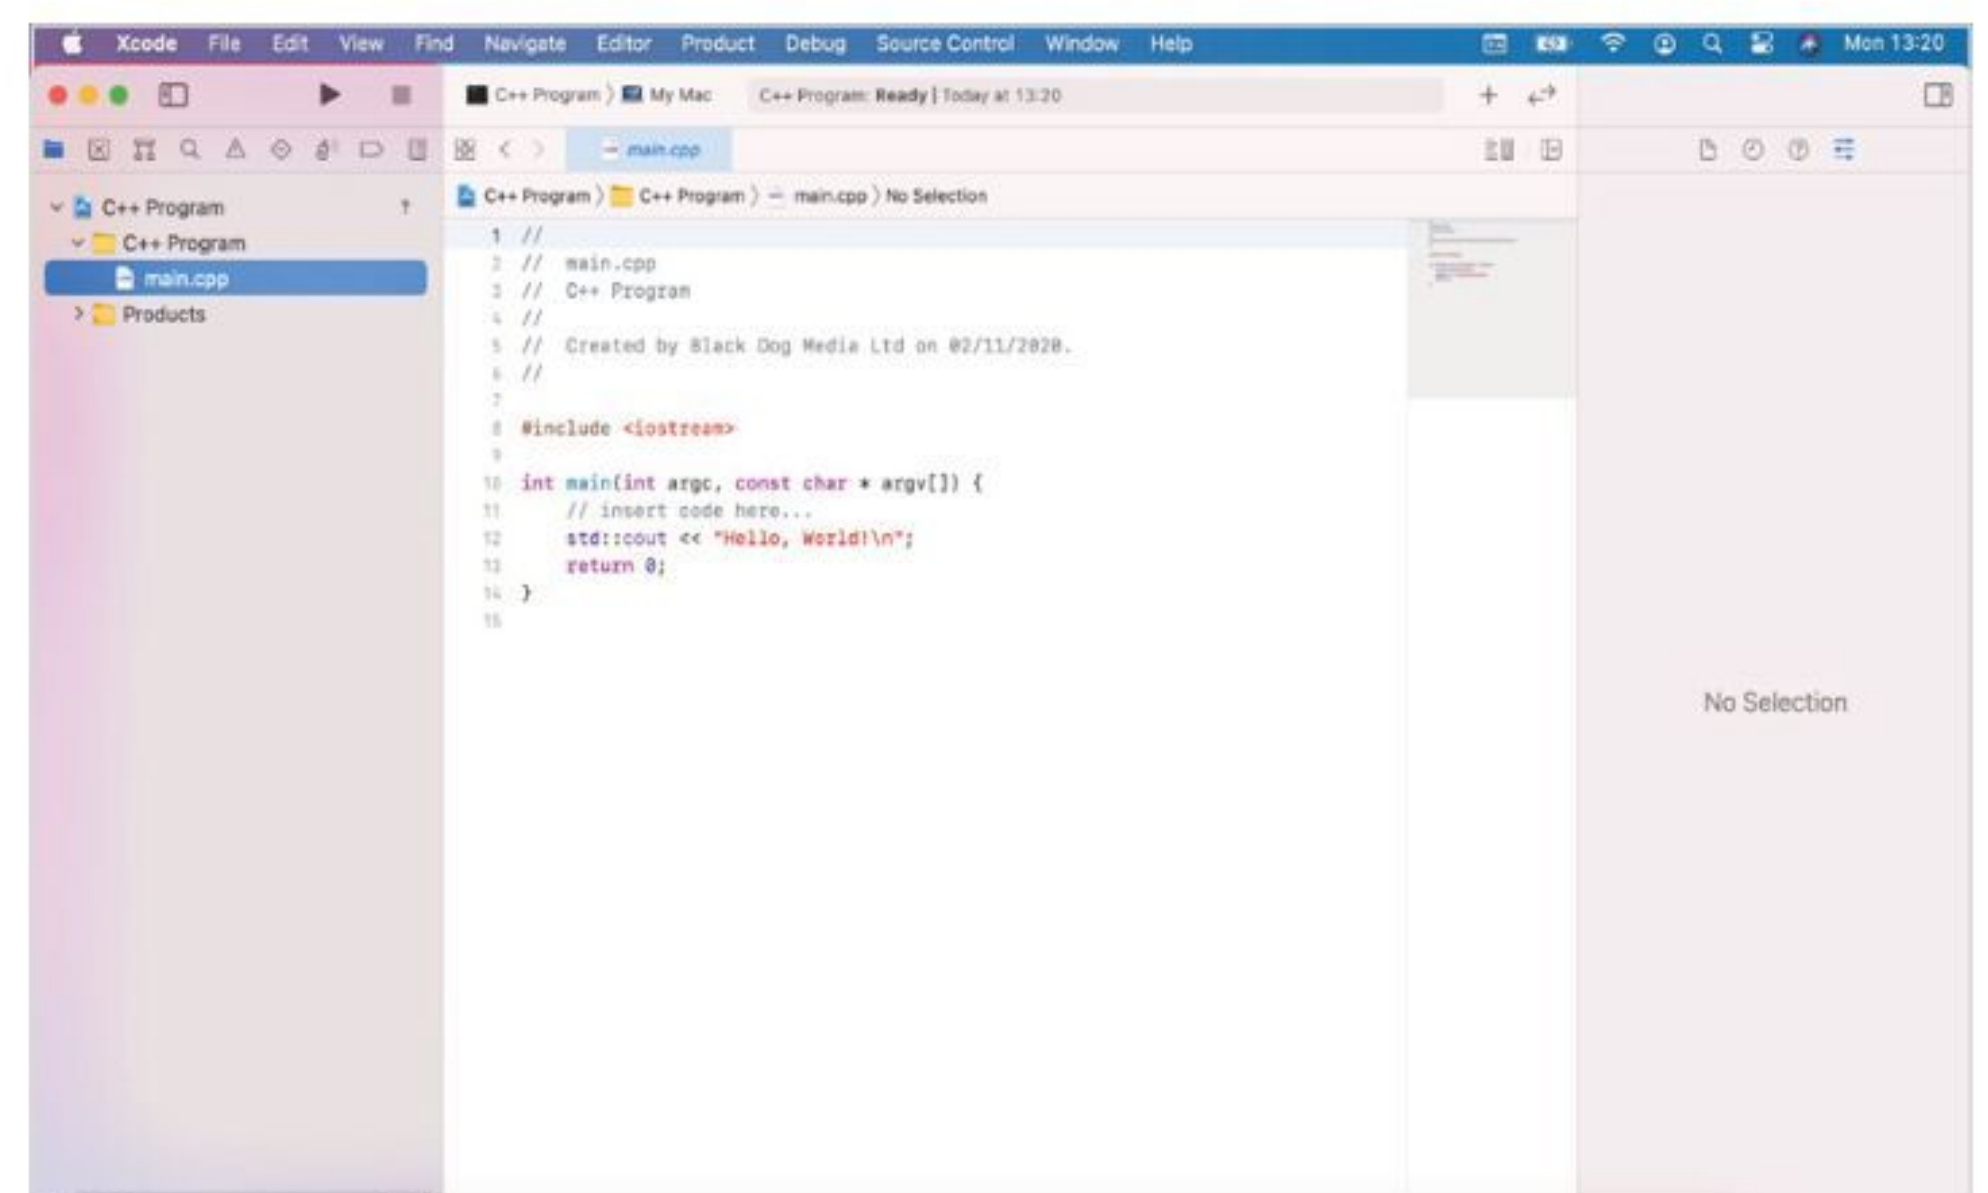 Xcode File Edit View Find Navigate Editor Product Debug Source Control Window Help Mon 13:20
C++ Program 〉 My Mac C++ Program: Ready | Today at 13:20
main.cpp
C++ Program ?
C++ Program
main.cpp
Products
C++ Program 〉 C++ Program 〉 main.cpp 〉 No Selection
1 //
2 // main.cpp
3 // C++ Program
4 //
5 // Created by Black Dog Media Ltd on 02/11/2020.
6 //
7
8 #include <iostream>
9
10 int main(int argc, const char * argv[]) {
11 // insert code here...
12 std::cout << "Hello, World!\n";
13 return 0;
14 }
15
No Selection